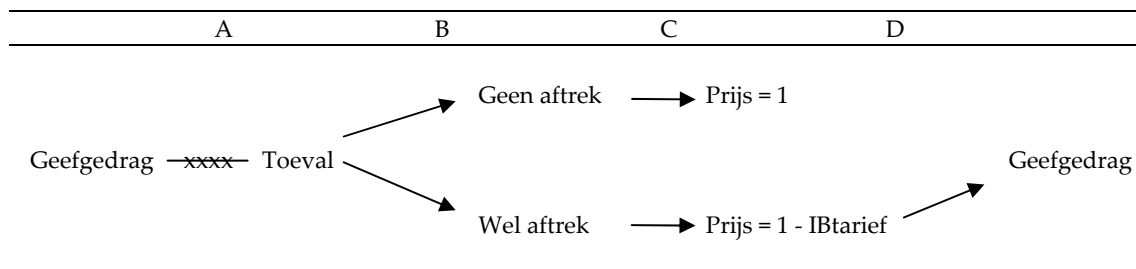 A B C D
Geen aftrek Prijs = 1
Geefgedrag xxxx Toeval Geefgedrag
Wel aftrek Prijs = 1 - IBtarief